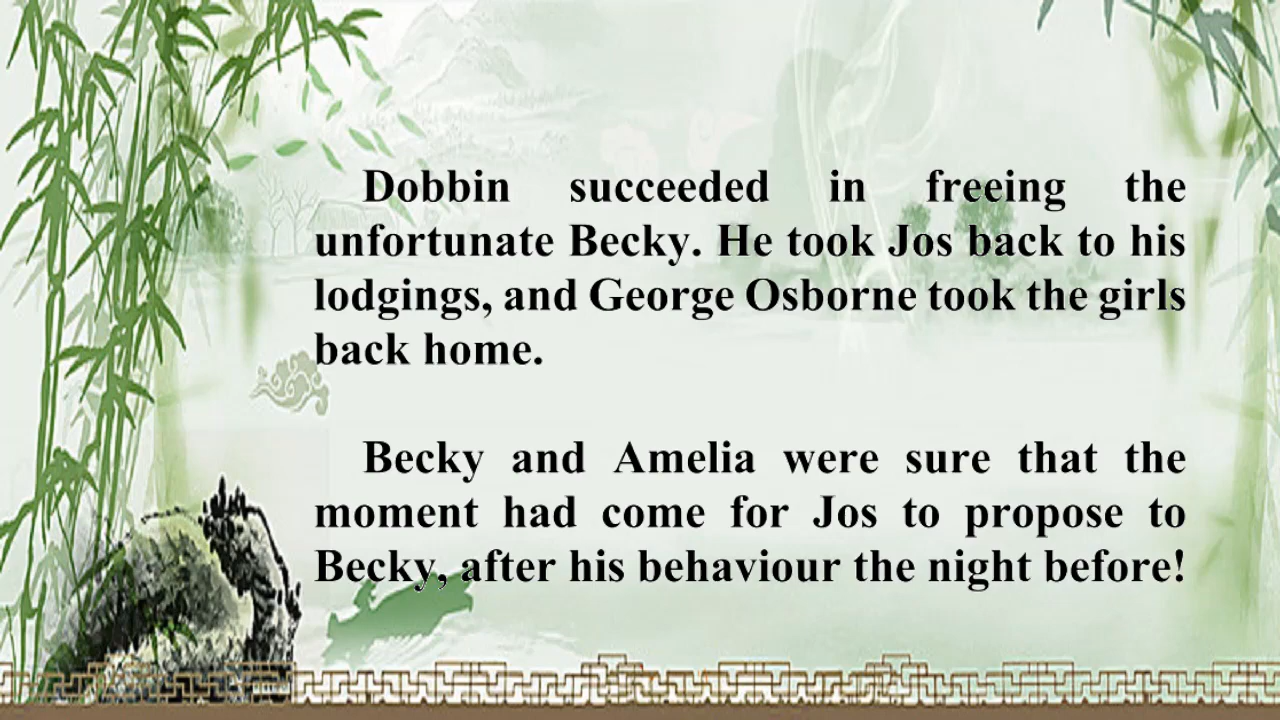 Dobbin succeeded in freeing the
unfortunate Becky. He took Jos back to his
lodgings, and George Osborne took the girls
back home.
Becky and Amelia were sure that the
moment had come for Jos to propose to
Becky, after his behaviour the night before!